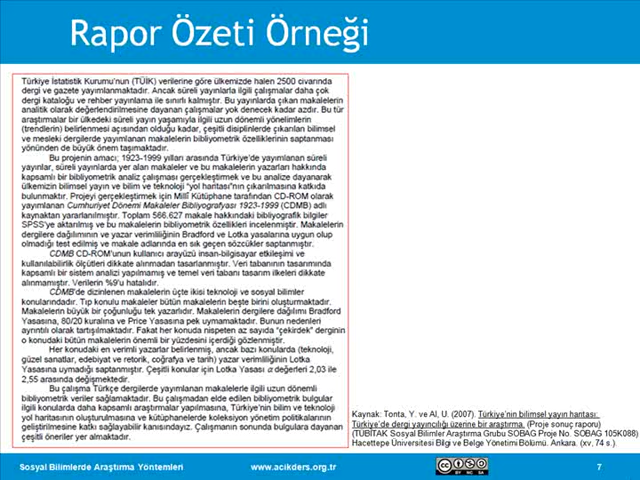 Rapor Özeti Örneği
Türkiye İstatistik Kurumu'nun (TÜİK) verilerine göre ülkemizde halen 2500 civarında
dergi ve gazete yayımlanmaktadır. Ancak süreli yayınlarla ilgili çalışmalar daha çok
dergi kataloğu ve rehber yayınlama ile sınırlı kalmıştır. Bu yayınlarda çıkan makalelerin
analitik olarak değerlendirilmesine dayanan çalışmalar yok denecek kadar azdır. Bu tür
araştırmalar bir ülkedeki süreli yayın yaşamıyla ilgili uzun dönemli yönelimlerin
(trendlerin) belirlenmesi açısından olduğu kadar, çeşitli disiplinlerde çıkarılan bilimsel
ve mesleki dergilerde yayımlanan makalelerin bibliyometrik özelliklerinin saptanması
yönünden de büyük önem taşımaktadır.
Bu projenin amacı; 1923-1999 yılları arasında Türkiye'de yayımlanan süreli
yayınlar, süreli yayınlarda yer alan makaleler ve bu makalelerin yazarları hakkında
kapsamlı bir bibliyometrik analiz çalışması gerçekleştirmek ve bu analize dayanarak
ülkemizin bilimsel yayın ve bilim ve teknoloji "yol haritası"nın çıkarılmasına katkıda
bulunmaktır. Projeyi gerçekleştirmek için Millî Kütüphane tarafından CD-ROM olarak
yayımlanan Cumhuriyet Dönemi Makaleler Bibliyografyası 1923-1999 (CDMB) adlı
kaynaktan yararlanılmıştır. Toplam 566.627 makale hakkındaki bibliyografik bilgiler
SPSS'ye aktarılmış ve bu makalelerin bibliyometrik özellikleri incelenmiştir. Makalelerin
dergilere dağılımının ve yazar verimliliğinin Bradford ve Lotka yasalarına uygun olup
olmadığı test edilmiş ve makale adlarında en sık geçen sözcükler saptanmıştır.
CDMB CD-ROM'unun kullanıcı arayüzü insan-bilgisayar etkileşimi ve
kullanılabilirlik ölçütleri dikkate alınmadan tasarlanmıştır. Veri tabanının tasarımında
kapsamlı bir sistem analizi yapılmamış ve temel veri tabanı tasarım ilkeleri dikkate
alınmamıştır. Verilerin %9'u hatalıdır.
CDMB'de dizinlenen makalelerin üçte ikisi teknoloji ve sosyal bilimler
konularındadır. Tıp konulu makaleler bütün makalelerin beşte birini oluşturmaktadır.
Makalelerin büyük bir çoğunluğu tek yazarlıdır. Makalelerin dergilere dağılımı Bradford
Yasasına, 80/20 kuralına ve Price Yasasına pek uymamaktadır. Bunun nedenleri
ayrıntılı olarak tartışılmaktadır. Fakat her konuda nispeten az sayıda "çekirdek" derginin
o konudaki bütün makalelerin önemli bir yüzdesini içerdiği gözlenmiştir.
Her konudaki en verimli yazarlar belirlenmiş, ancak bazı konularda (teknoloji,
güzel sanatlar, edebiyat ve retorik, coğrafya ve tarih) yazar verimliliğinin Lotka
Yasasına uymadığı saptanmıştır. Çeşitli konular için Lotka Yasası α değerleri 2,03 ile
2,55 arasında değişmektedir.
Bu çalışma Türkçe dergilerde yayımlanan makalelerle ilgili uzun dönemli
bibliyometrik veriler sağlamaktadır. Bu çalışmadan elde edilen bibliyometrik bulgular
ilgili konularda daha kapsamlı araştırmalar yapılmasına, Türkiye'nin bilim ve teknoloji
yol haritasının oluşturulmasına ve kütüphanelerde koleksiyon yönetim politikalarının
geliştirilmesine katkı sağlayabilir kanısındayız. Çalışmanın sonunda bulgulara dayanan
çeşitli öneriler yer almaktadır.
Kaynak: Tonta, Y. ve Al, U. (2007). Türkiye'nin bilimsel yayın haritası:
Türkiye'de dergi yayıncılığı üzerine bir araştırma. (Proje sonuç raporu)
(TÜBİTAK Sosyal Bilimler Araştırma Grubu SOBAG Proje No. SOBAG 105K088)
Hacettepe Üniversitesi Bilgi ve Belge Yönetimi Bölümü. Ankara. (xv, 74 s.).
Sosyal Bilimlerde Araştırma Yöntemleri www.acikders.org.tr 7